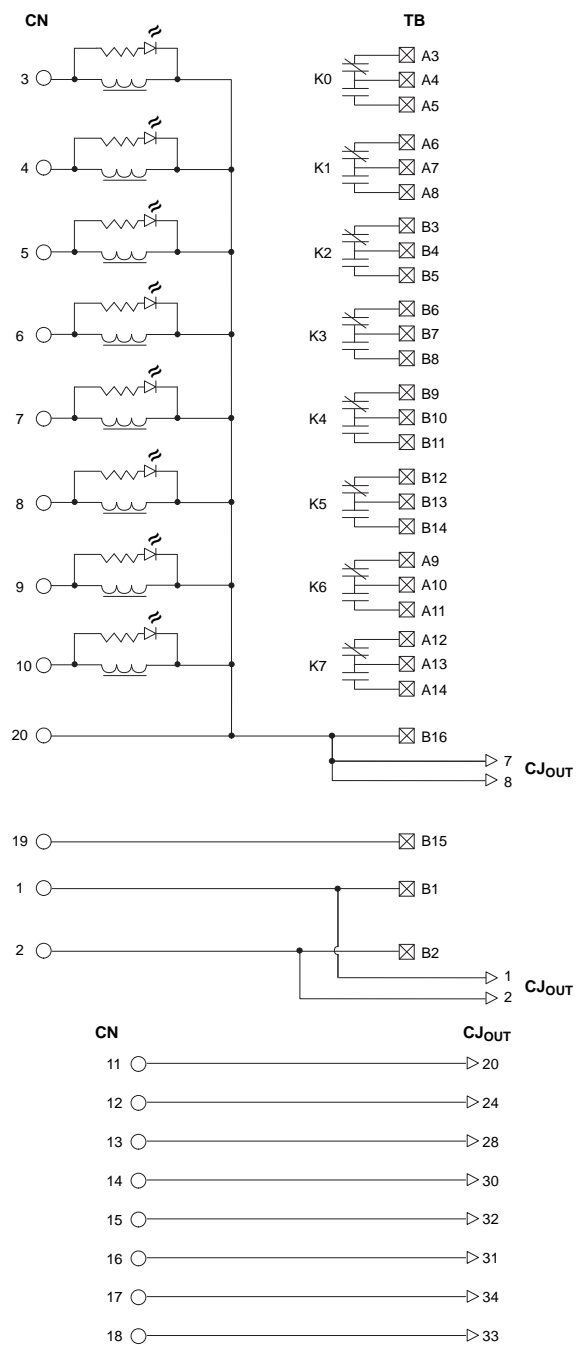 CN TB
3 K0 A3
A4
A5
4 K1 A6
A7
A8
5 K2 B3
B4
B5
6 K3 B6
B7
B8
7 K4 B9
B10
B11
8 K5 B12
B13
B14
9 K6 A9
A10
A11
10 K7 A12
A13
A14
20 B16
7 CJOUT
8
19 B15
1 B1
2 B2
1 CJOUT
2
CN CJOUT
11 20
12 24
13 28
14 30
15 32
16 31
17 34
18 33